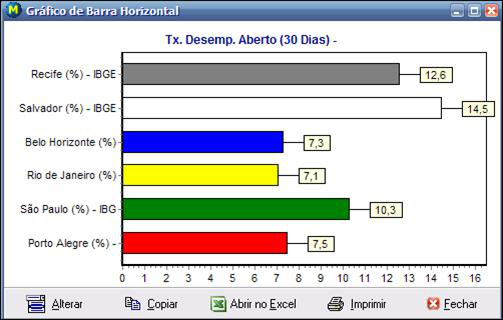 Gráfico de Barra Horizontal
Tx. Desemp. Aberto (30 Dias) -
Recife (%) - IBGE
12,6
Salvador (%) - IBGE
14,5
Belo Horizonte (%)
7,3
Rio de Janeiro (%)
7,1
São Paulo (%) - IBG
10,3
Porto Alegre (%) -
7,5
0 1 2 3 4 5 6 7 8 9 10 11 12 13 14 15 16
Alterar Copiar Abrir no Excel Imprimir Fechar